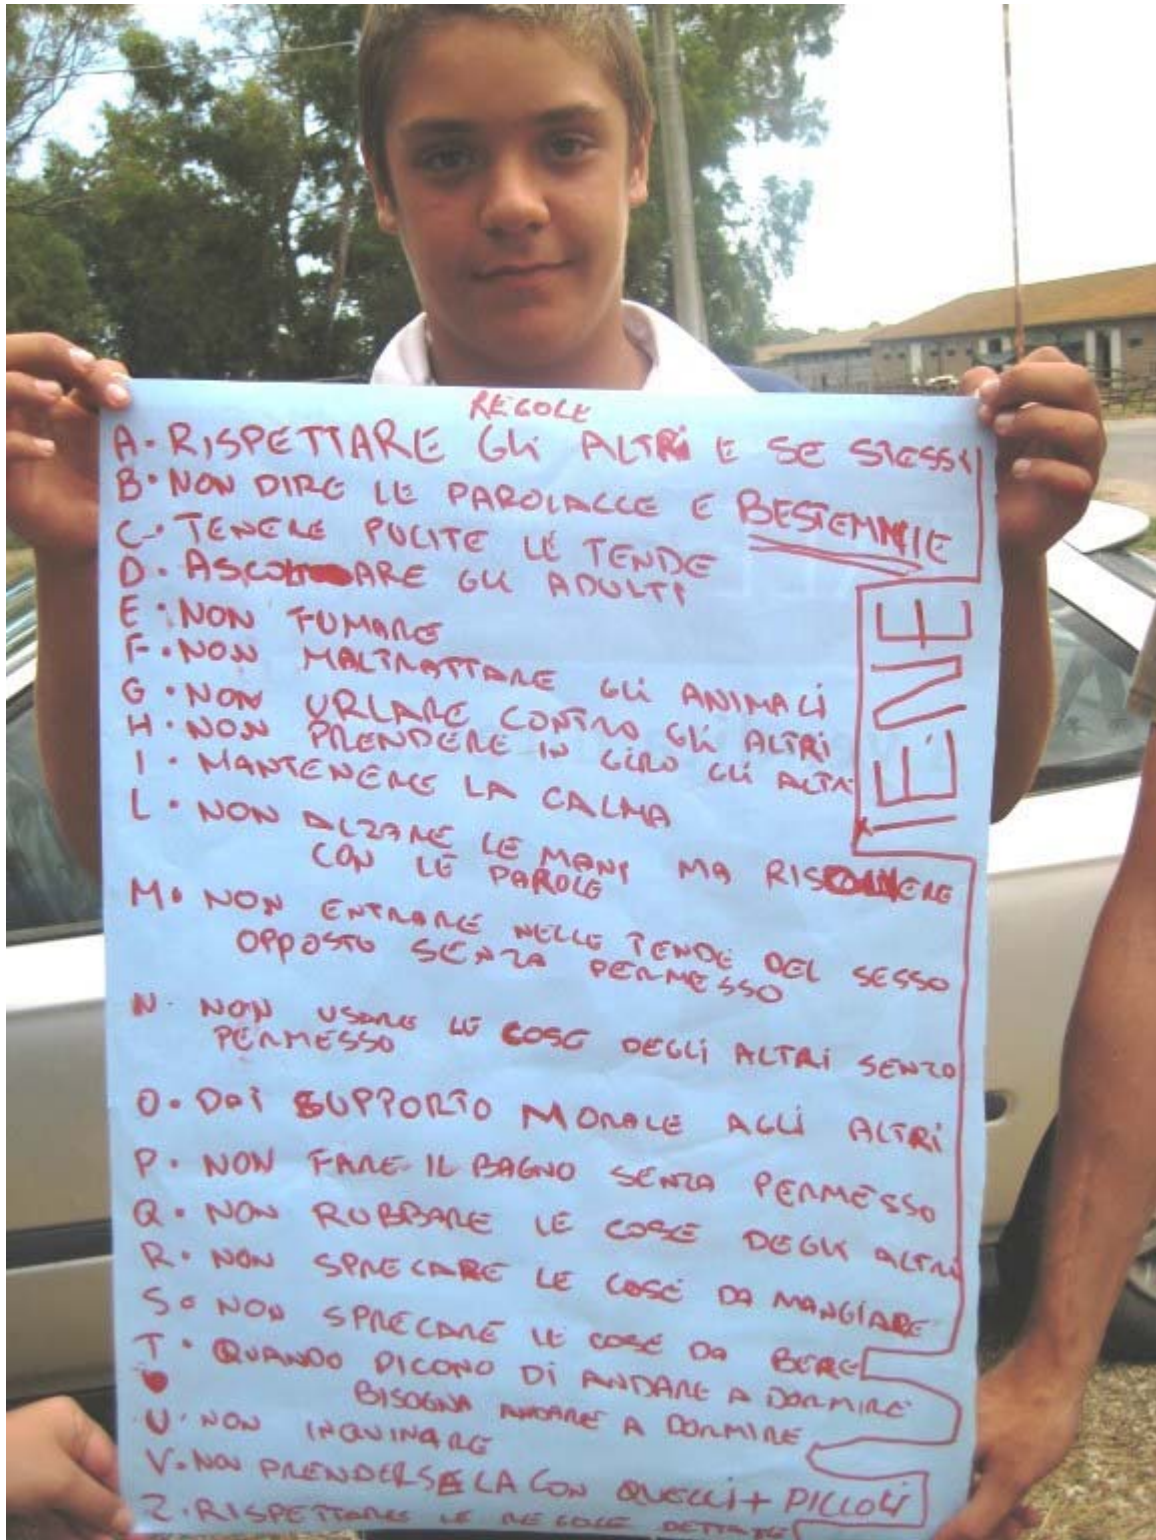 REGOLE
A. RISPETTARE GLI ALTRI E SE STESSI
B. NON DIRE LE PAROLACCE E BESTEMMIE
C. TENERE PULITE LE TENDE
D. ASCOLTARE GLI ADULTI
E. NON FUMARE
F. NON MALTRATTARE GLI ANIMALI
G. NON URLARE CONTRO GLI ALTRI
H. NON PRENDERE IN GIRO GLI ALTRI
I. MANTENERE LA CALMA
L. NON ALZARE LE MANI MA RISOLVERE
CON LE PAROLE
M. NON ENTRARE NELLE TENDE DEL SESSO
OPPOSTO SENZA PERMESSO
N. NON USARE LE COSE DEGLI ALTRI SENZA
PERMESSO
O. DAI SUPPORTO MORALE AGLI ALTRI
P. NON FARE IL BAGNO SENZA PERMESSO
Q. NON RUBBARE LE COSE DEGLI ALTRI
R. NON SPRECARE LE COSE DA MANGIARE
S. NON SPRECARE LE COSE DA BERE
T. QUANDO DICONO DI ANDARE A DORMIRE
BISOGNA ANDARE A DORMIRE
U. NON INQUINARE
V. NON PRENDERSELA CON QUELLI + PICCOLI
Z. RISPETTARE LE REGOLE DETTATE